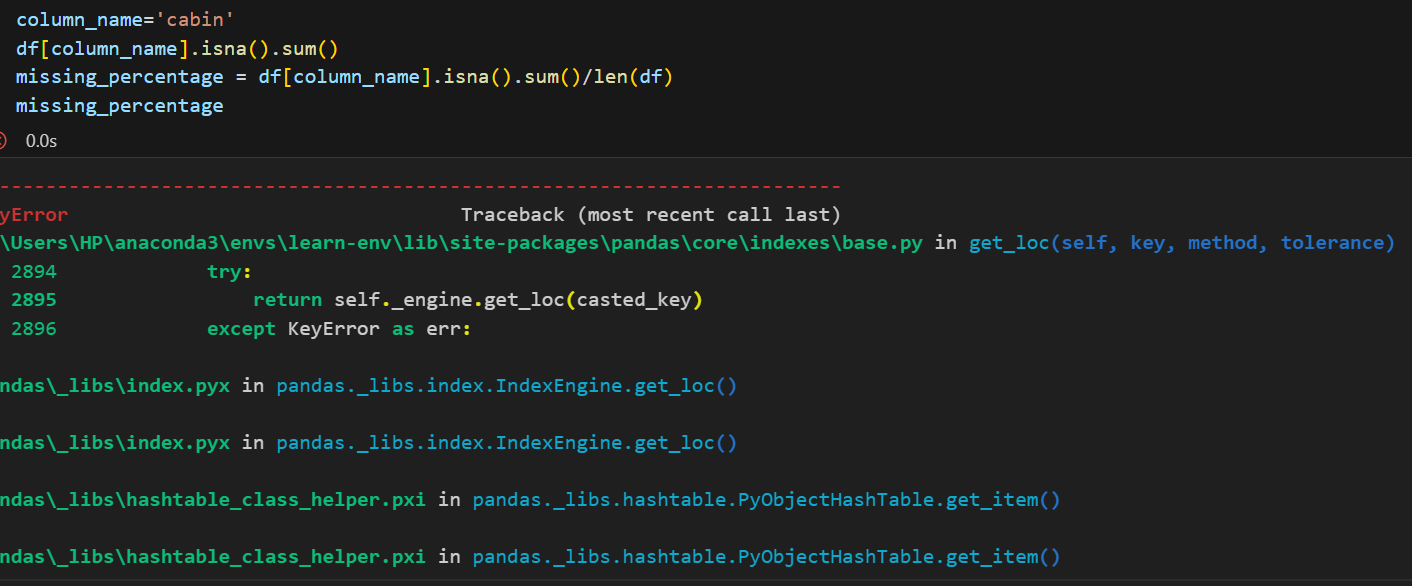 column_name='cabin'
df[column_name].isna().sum()
missing_percentage = df[column_name].isna().sum()/len(df)
missing_percentage
0.0s
---------------------------------------------------------------------------
yError Traceback (most recent call last)
\Users\HP\anaconda3\envs\learn-env\lib\site-packages\pandas\core\indexes\base.py in get_loc(self, key, method, tolerance)
2894 try:
2895 return self._engine.get_loc(casted_key)
2896 except KeyError as err:
ndas\_libs\index.pyx in pandas._libs.index.IndexEngine.get_loc()
ndas\_libs\index.pyx in pandas._libs.index.IndexEngine.get_loc()
ndas\_libs\hashtable_class_helper.pxi in pandas._libs.hashtable.PyObjectHashTable.get_item()
ndas\_libs\hashtable_class_helper.pxi in pandas._libs.hashtable.PyObjectHashTable.get_item()